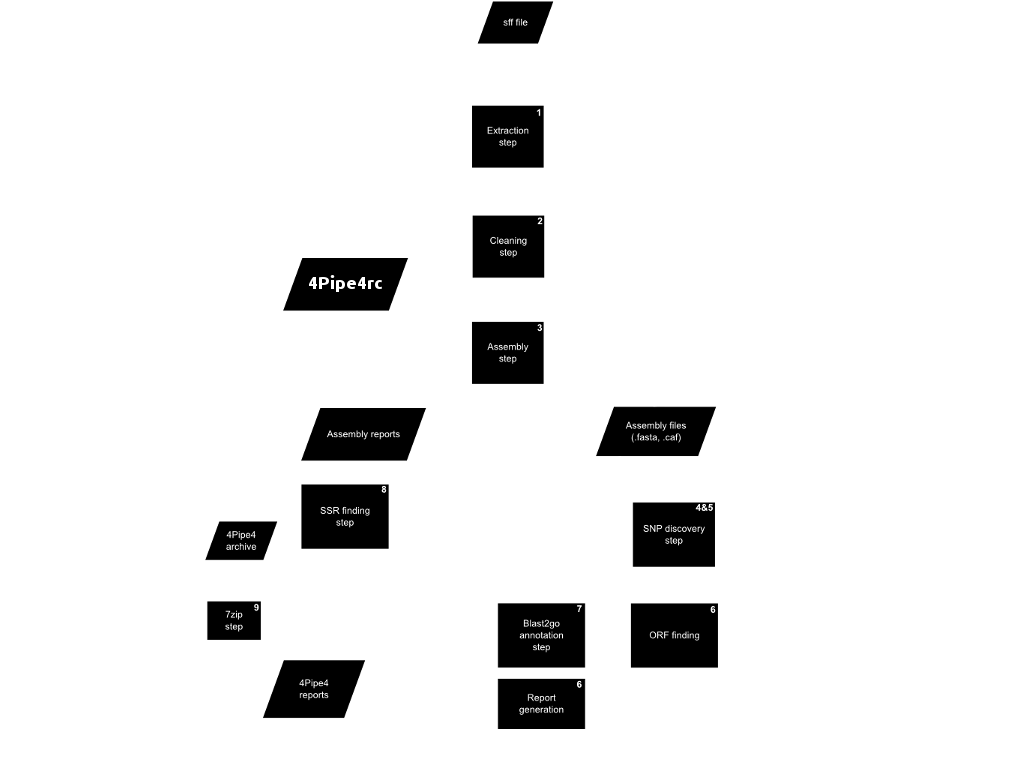 sff file
1
Extraction
step
2
Cleaning
step
4Pipe4rc
3
Assembly
step
Assembly reports
Assembly files
(.fasta, .caf)
8
SSR finding
step
4&5
SNP discovery
step
4Pipe4
archive
9
7zip
step
7
Blast2go
annotation
step
6
ORF finding
4Pipe4
reports
6
Report
generation